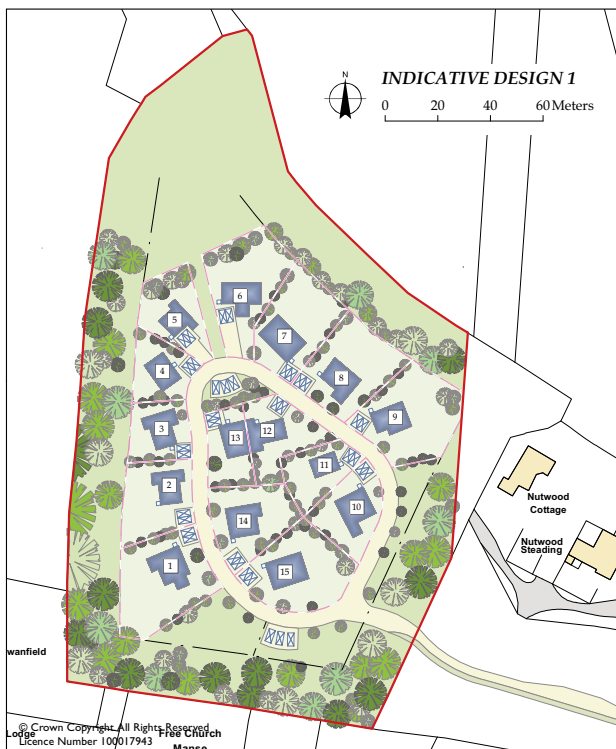 INDICATIVE DESIGN 1
N
0 20 40 60 Meters
6
5
7
4
8
9
3
13
12
11
2
10
14
1
15
Nutwood
Cottage
Nutwood
Steading
wanfield
© Crown Copyright All Rights Reserved
Licence Number 100017943
Lodge
Free Church
Manse